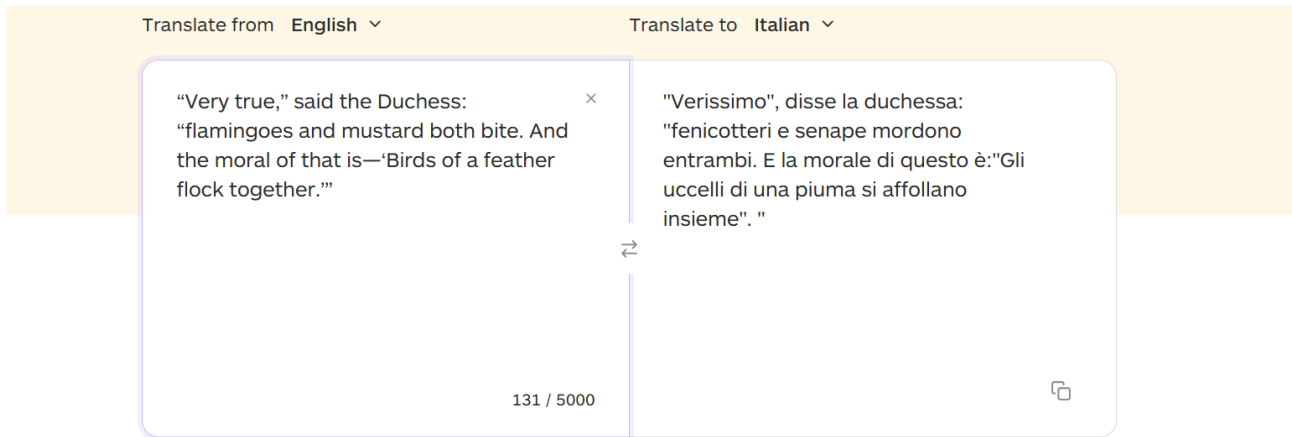 Translate from English
Translate to Italian
“Very true,” said the Duchess:
“flamingoes and mustard both bite. And
the moral of that is—‘Birds of a feather
flock together.’”
131 / 5000
"Verissimo", disse la duchessa:
"fenicotteri e senape mordono
entrambi. E la morale di questo è:"Gli
uccelli di una piuma si affollano
insieme". "